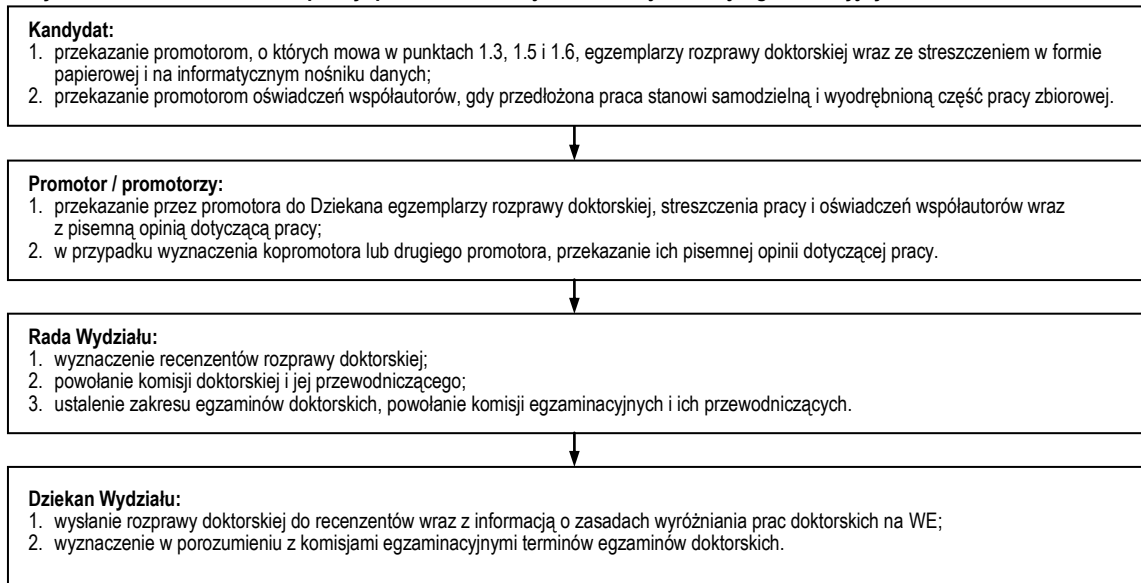 Kandydat:
1. przekazanie promotorom, o których mowa w punktach 1.3, 1.5 i 1.6, egzemplarzy rozprawy doktorskiej wraz ze streszczeniem w formie
papierowej i na informatycznym nośniku danych;
2. przekazanie promotorom oświadczeń współautorów, gdy przedłożona praca stanowi samodzielną i wyodrębnioną część pracy zbiorowej.
Promotor / promotorzy:
1. przekazanie przez promotora do Dziekana egzemplarzy rozprawy doktorskiej, streszczenia pracy i oświadczeń współautorów wraz
z pisemną opinią dotyczącą pracy;
2. w przypadku wyznaczenia kopromotora lub drugiego promotora, przekazanie ich pisemnej opinii dotyczącej pracy.
Rada Wydziału:
1. wyznaczenie recenzentów rozprawy doktorskiej;
2. powołanie komisji doktorskiej i jej przewodniczącego;
3. ustalenie zakresu egzaminów doktorskich, powołanie komisji egzaminacyjnych i ich przewodniczących.
Dziekan Wydziału:
1. wysłanie rozprawy doktorskiej do recenzentów wraz z informacją o zasadach wyróżniania prac doktorskich na WE;
2. wyznaczenie w porozumieniu z komisjami egzaminacyjnymi terminów egzaminów doktorskich.